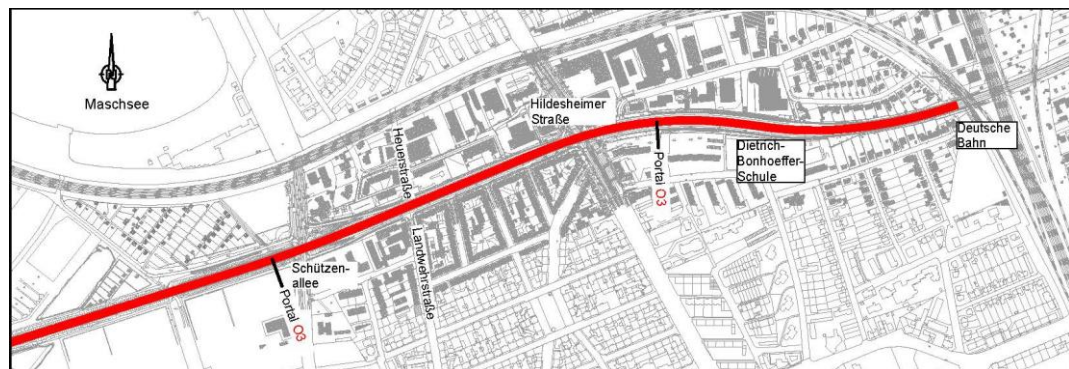 Maschsee
Hildesheimer
Straße
Heuerstraße
Landwehrstraße
Schützen-
allee
Portal O3
Portal O3
Dietrich-
Bonhoeffer-
Schule
Deutsche
Bahn